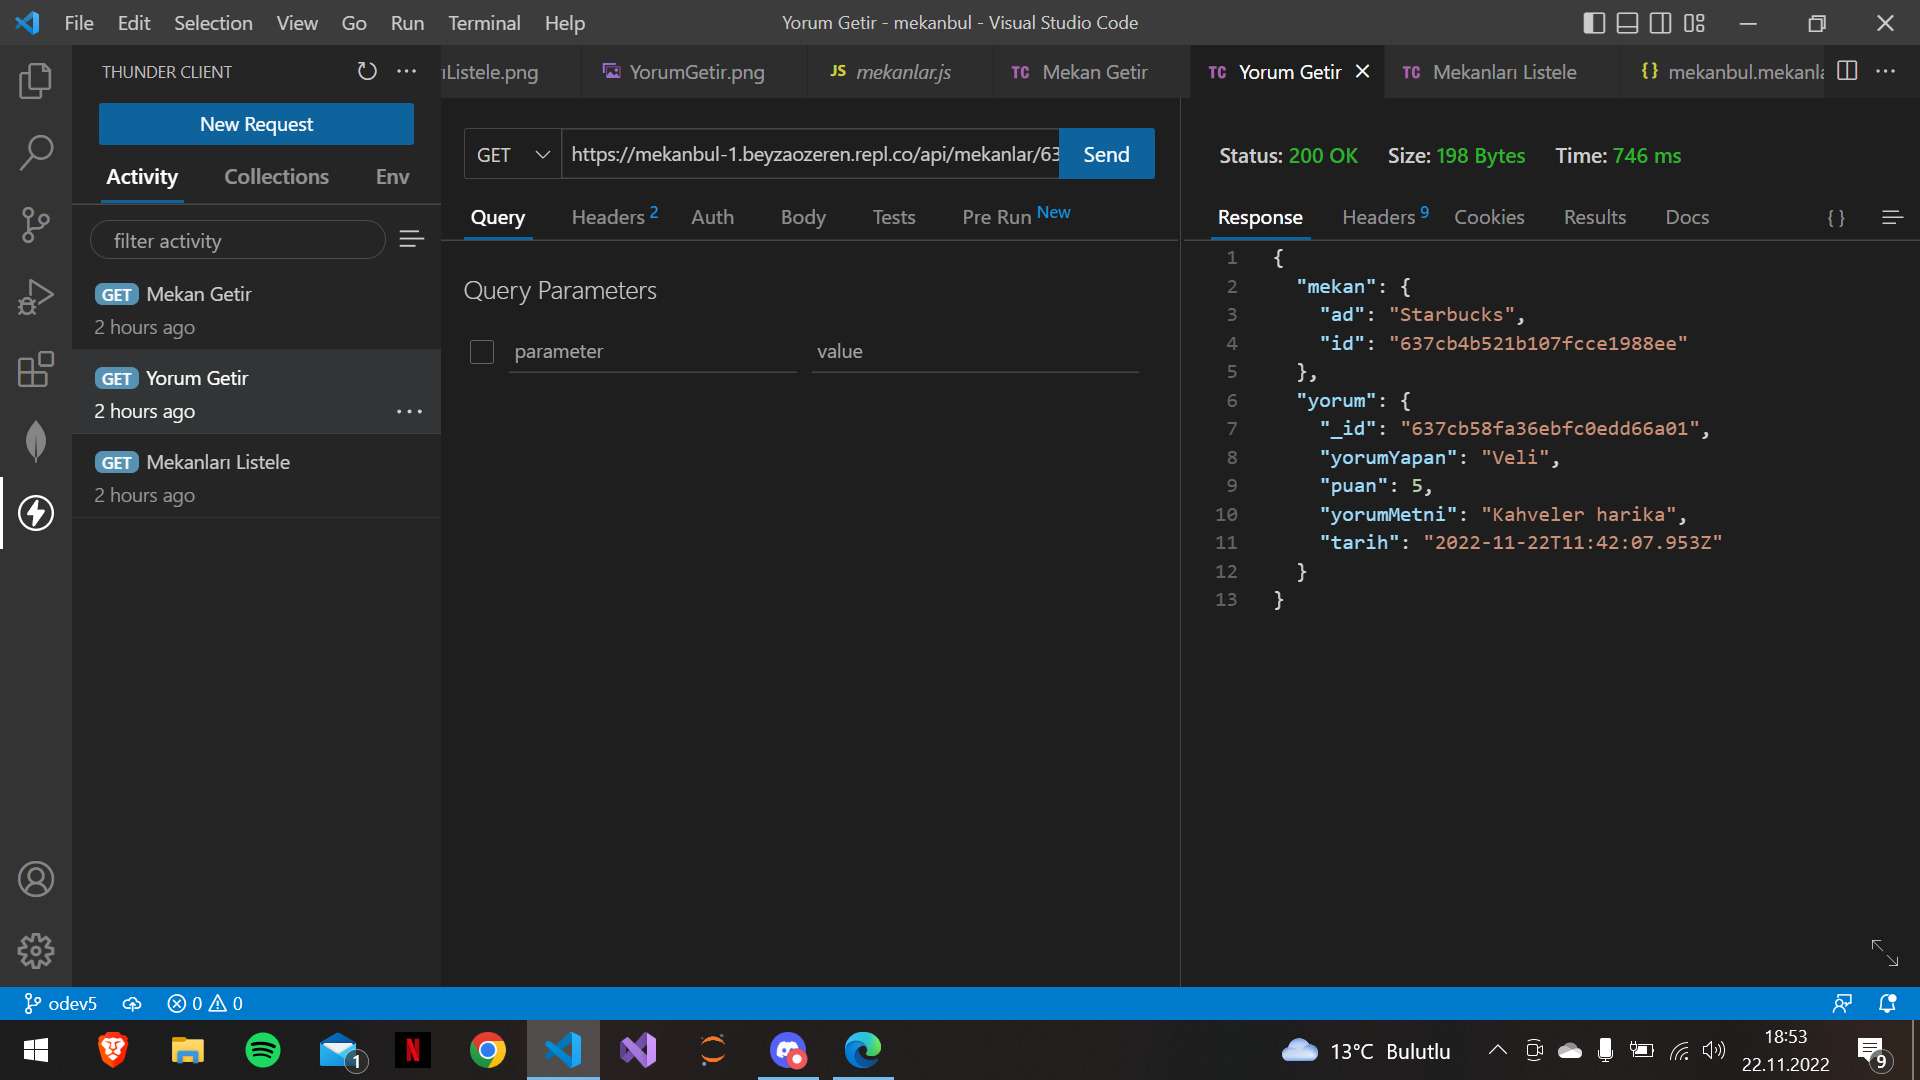 File Edit Selection View Go Run Terminal Help
Yorum Getir - mekanbul - Visual Studio Code
THUNDER CLIENT
New Request
Activity Collections Env
filter activity
GET Mekan Getir
2 hours ago
GET Yorum Getir
2 hours ago
GET Mekanları Listele
2 hours ago
Listele.png YorumGetir.png JS mekanlar.js TC Mekan Getir TC Yorum Getir TC Mekanları Listele {} mekanbul.mekanla
GET https://mekanbul-1.beyzaozeren.repl.co/api/mekanlar/63 Send
Query Headers 2 Auth Body Tests Pre Run New
Query Parameters
parameter value
Status: 200 OK Size: 198 Bytes Time: 746 ms
Response Headers 9 Cookies Results Docs { }
1 {
2 "mekan": {
3 "ad": "Starbucks",
4 "id": "637cb4b521b107fcce1988ee"
5 },
6 "yorum": {
7 "_id": "637cb58fa36ebfc0edd66a01",
8 "yorumYapan": "Veli",
9 "puan": 5,
10 "yorumMetni": "Kahveler harika",
11 "tarih": "2022-11-22T11:42:07.953Z"
12 }
13 }
odev5 0 0
1 N 13°C Bulutlu 18:53
22.11.2022 9